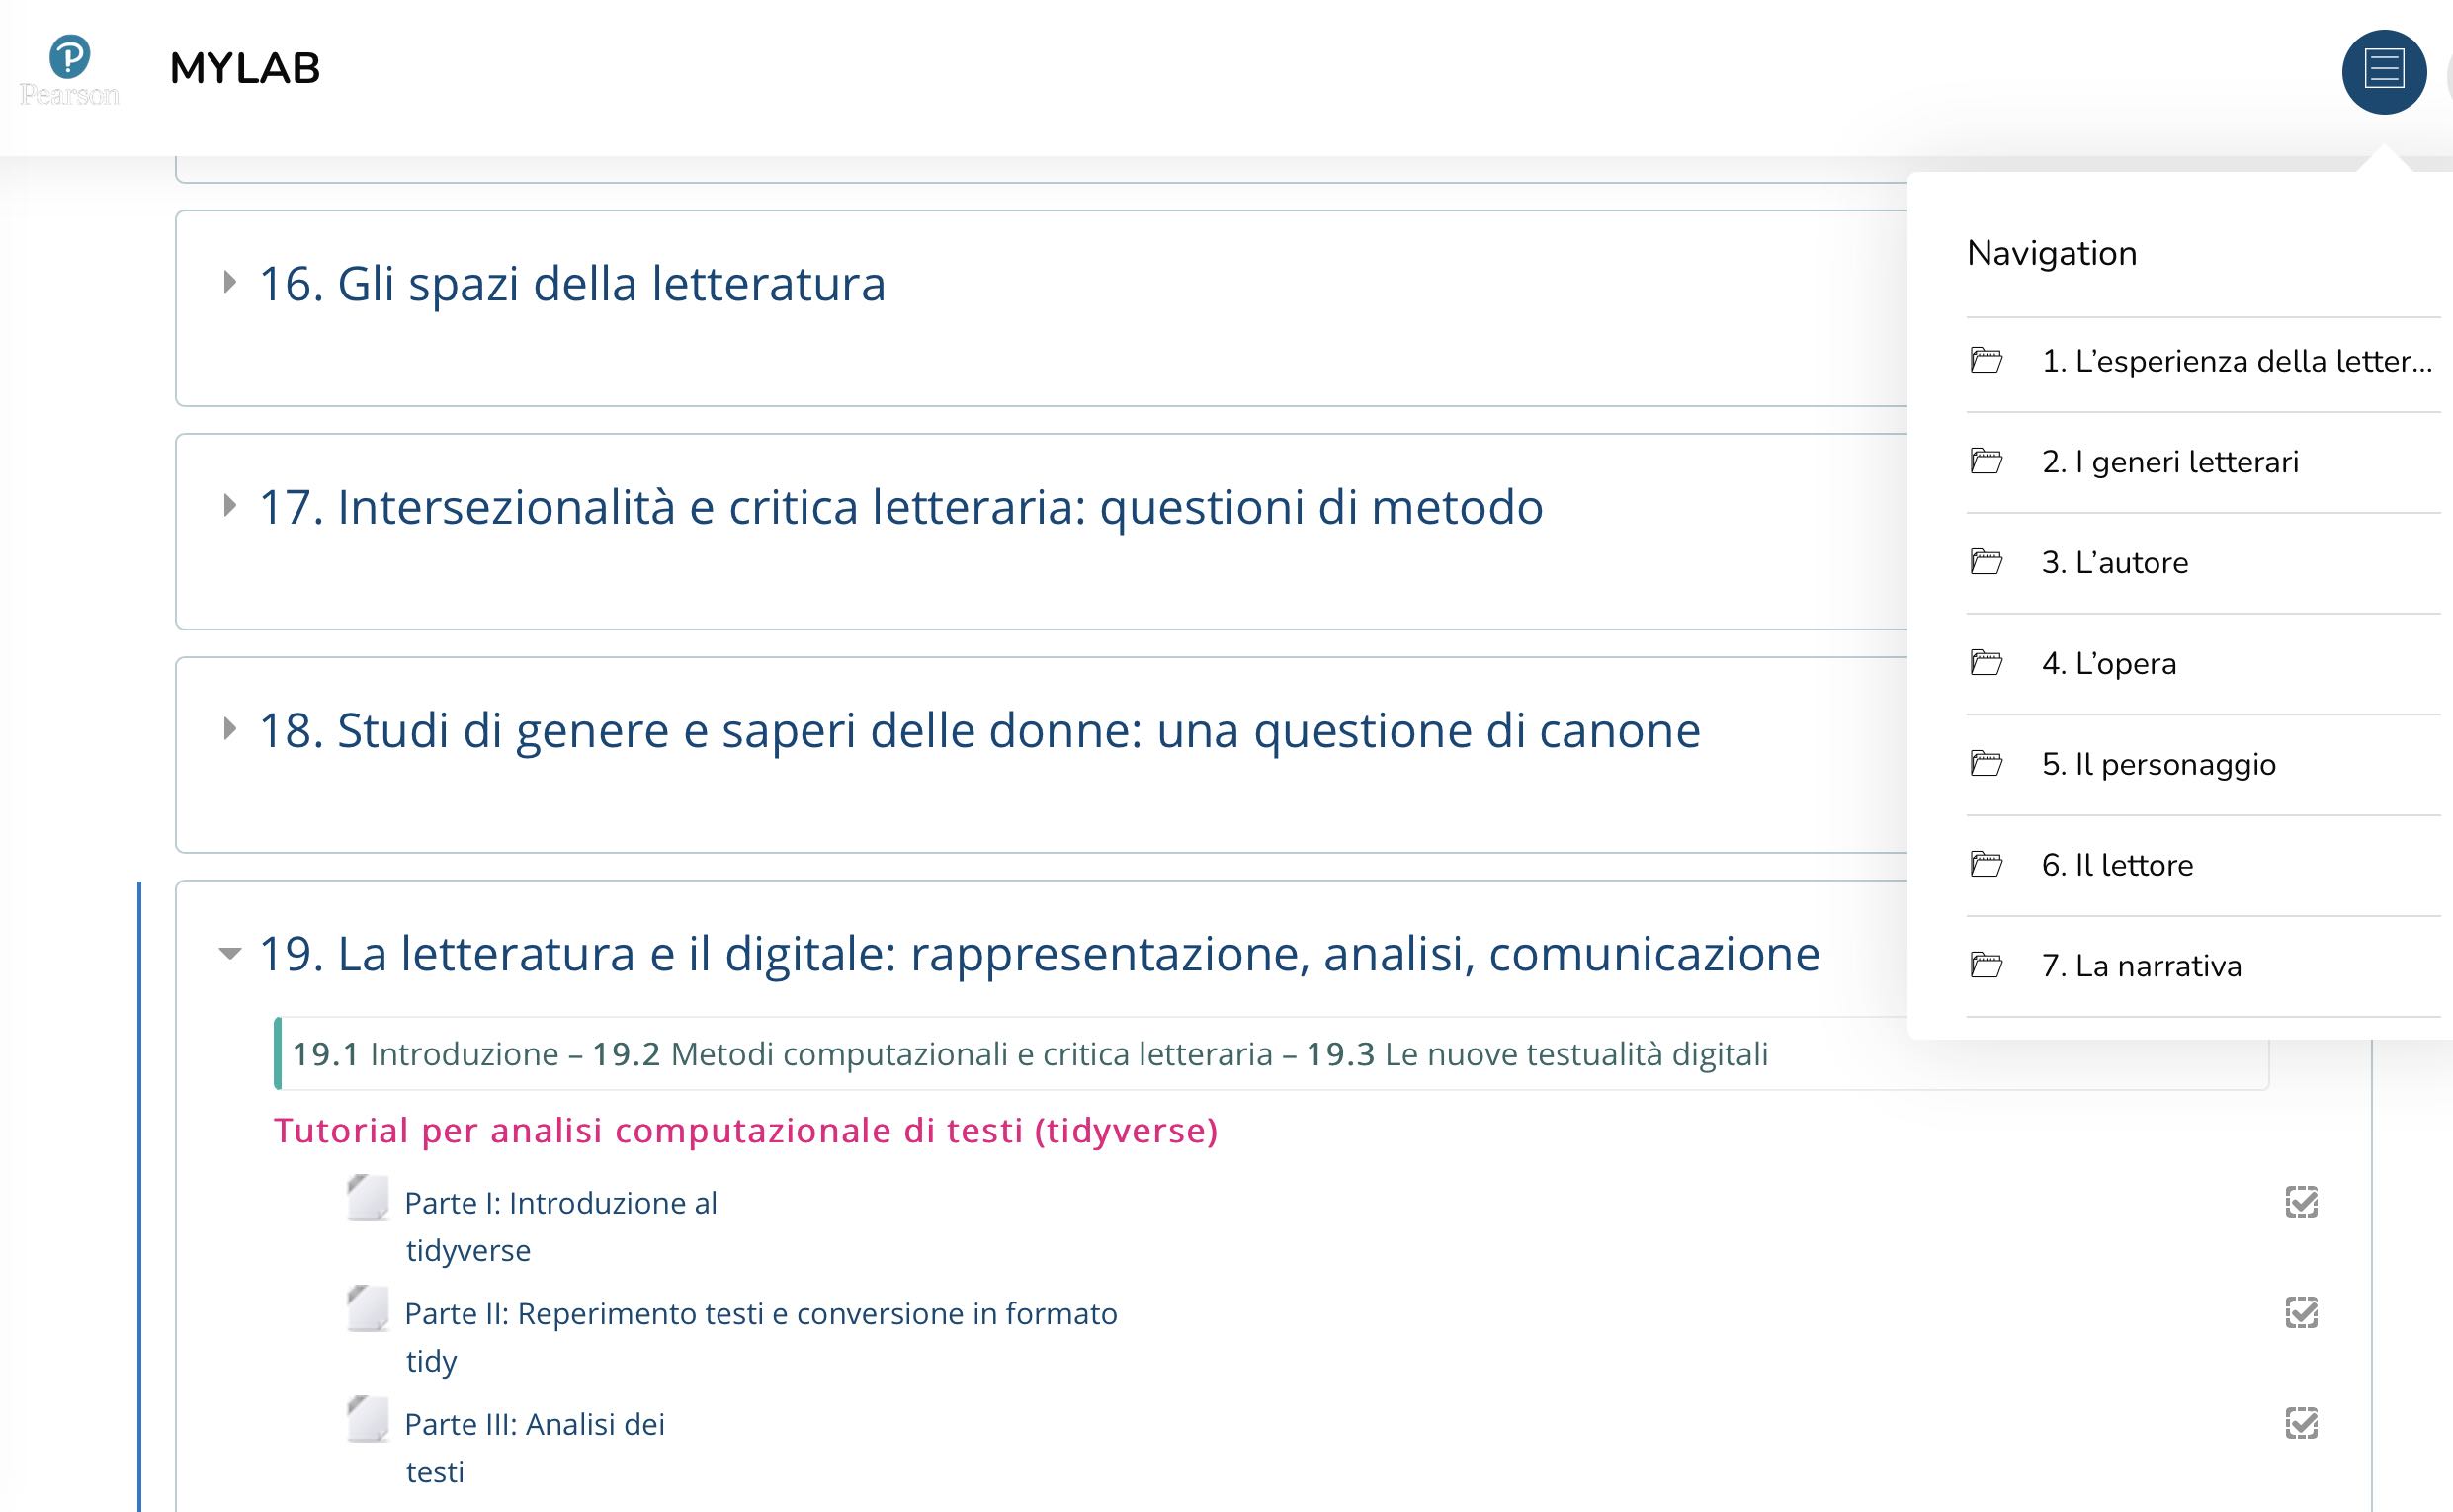 Pearson
MYLAB
16. Gli spazi della letteratura
17. Intersezionalità e critica letteraria: questioni di metodo
18. Studi di genere e saperi delle donne: una questione di canone
19. La letteratura e il digitale: rappresentazione, analisi, comunicazione
19.1 Introduzione – 19.2 Metodi computazionali e critica letteraria – 19.3 Le nuove testualità digitali
Tutorial per analisi computazionale di testi (tidyverse)
Parte I: Introduzione al
tidyverse
Parte II: Reperimento testi e conversione in formato
tidy
Parte III: Analisi dei
testi
Navigation
1. L’esperienza della letter...
2. I generi letterari
3. L’autore
4. L’opera
5. Il personaggio
6. Il lettore
7. La narrativa